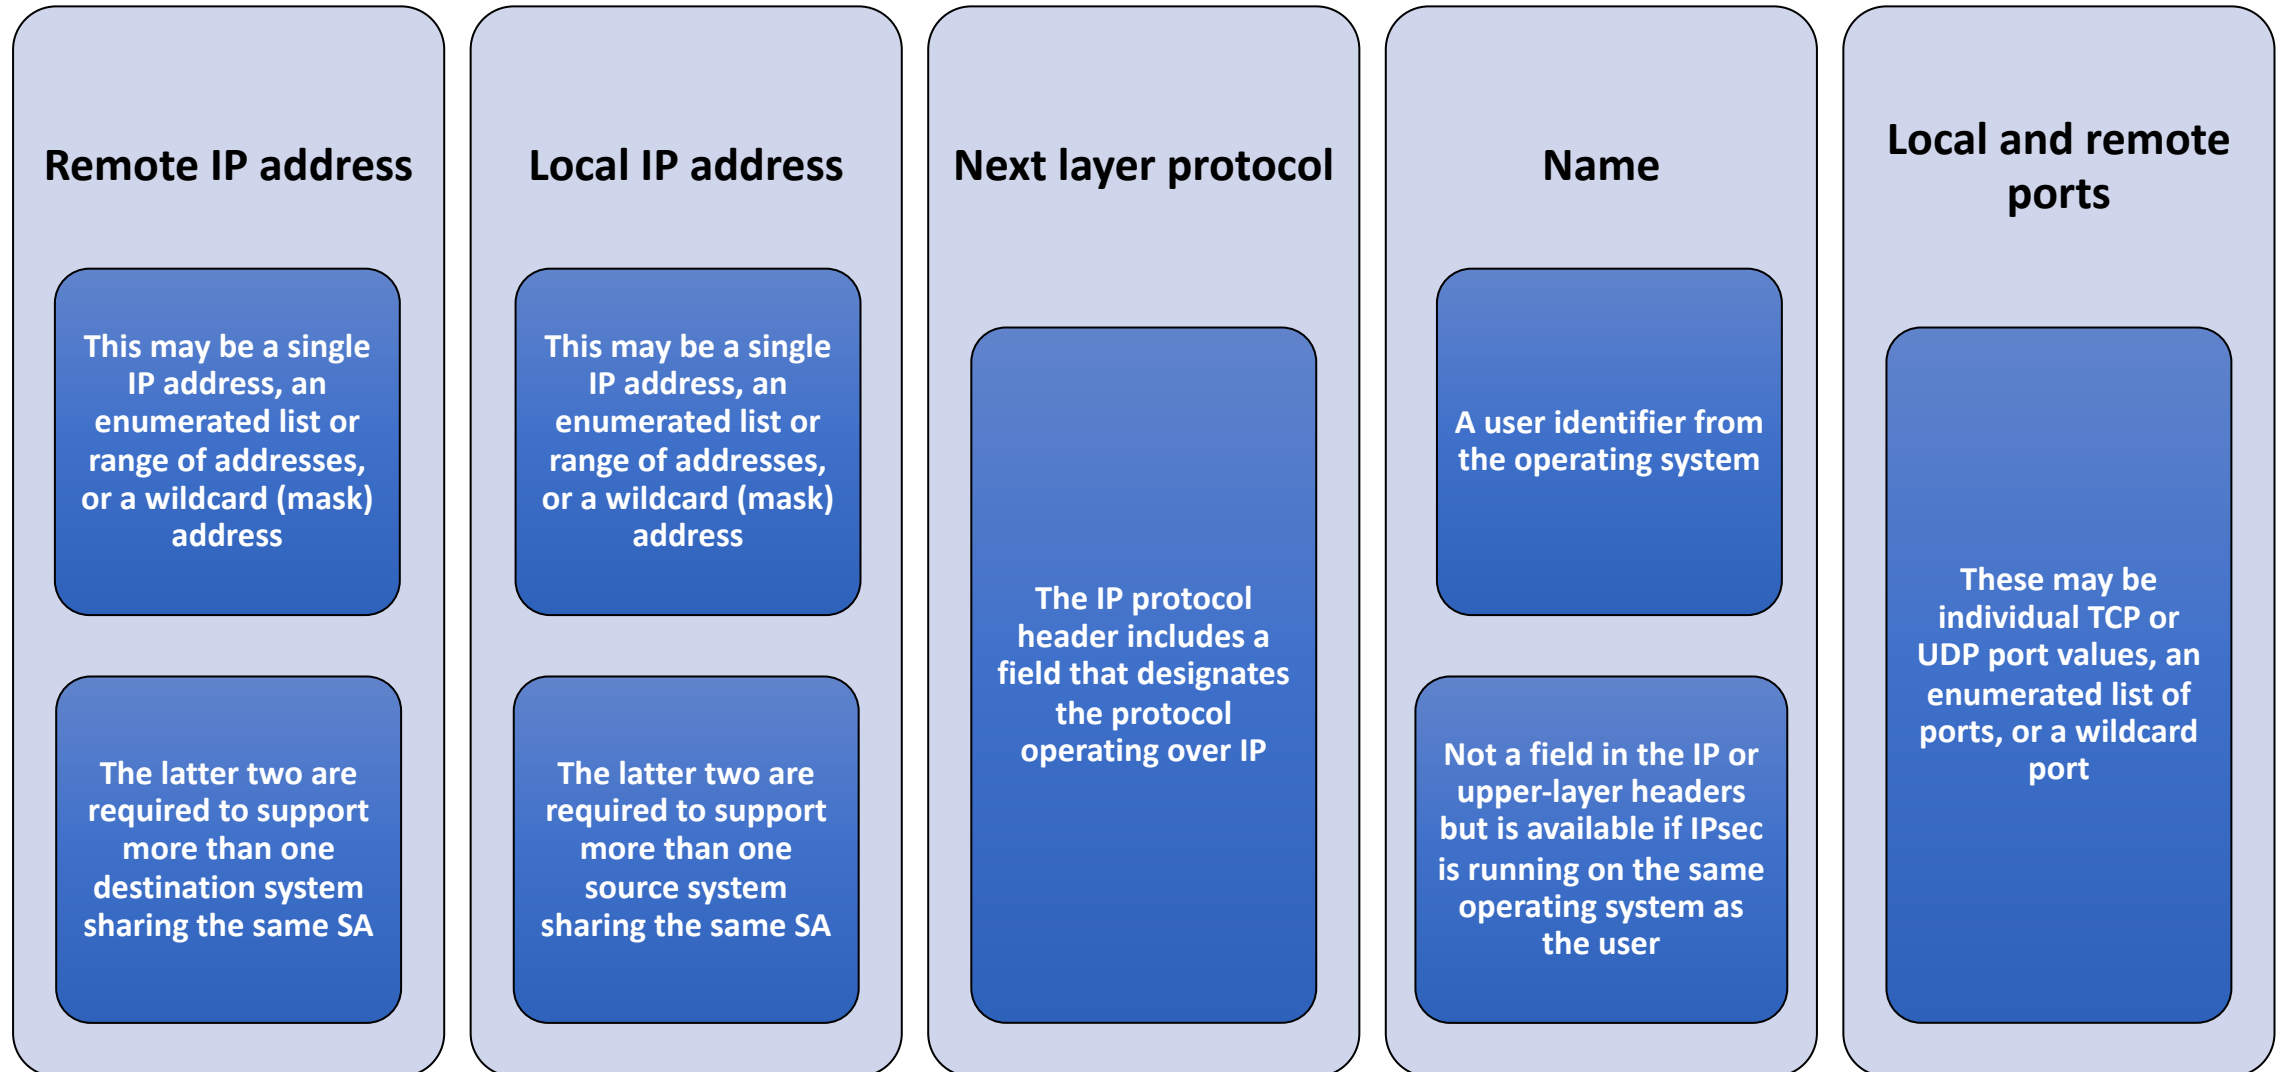 Remote IP address
This may be a single
IP address, an
enumerated list or
range of addresses,
or a wildcard (mask)
address
The latter two are
required to support
more than one
destination system
sharing the same SA
Local IP address
This may be a single
IP address, an
enumerated list or
range of addresses,
or a wildcard (mask)
address
The latter two are
required to support
more than one
source system
sharing the same SA
Next layer protocol
The IP protocol
header includes a
field that designates
the protocol
operating over IP
Name
A user identifier from
the operating system
Not a field in the IP or
upper-layer headers
but is available if IPsec
is running on the same
operating system as
the user
Local and remote
ports
These may be
individual TCP or
UDP port values, an
enumerated list of
ports, or a wildcard
port